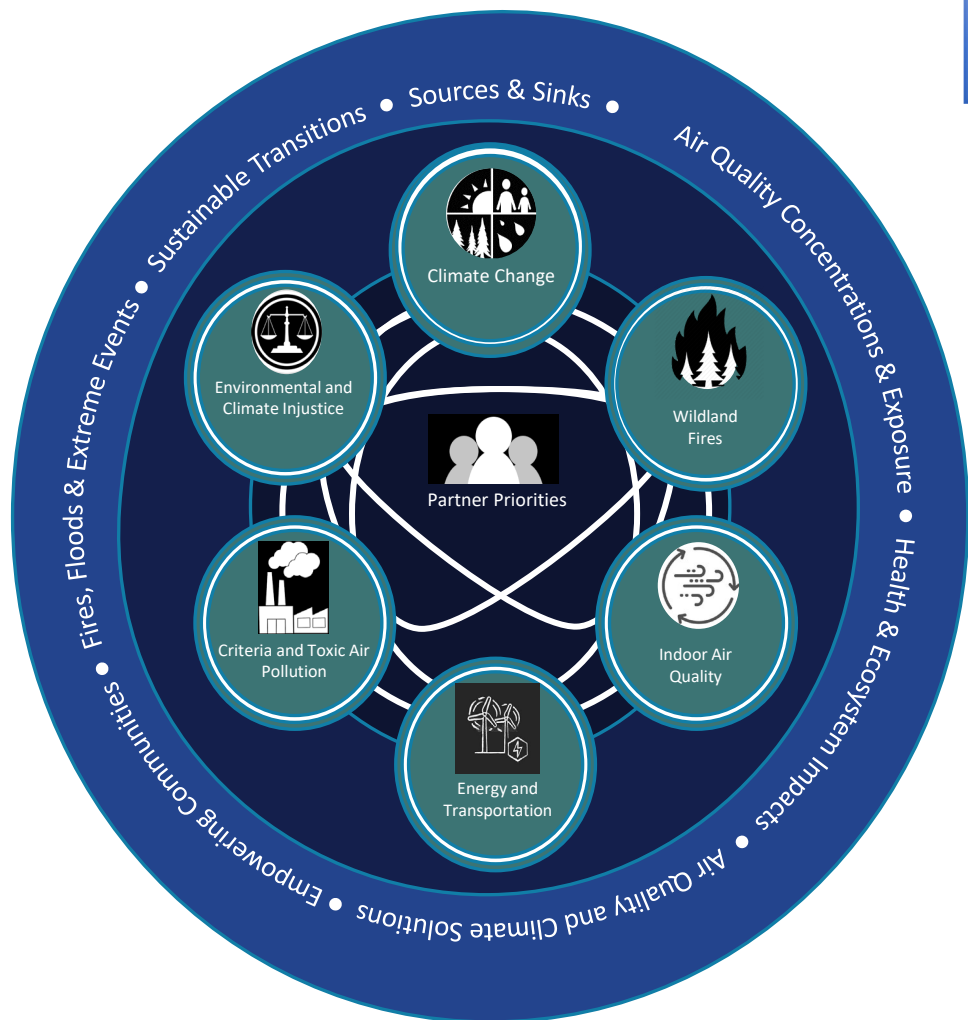 Sources & Sinks ●
Air Quality Concentrations & Exposure ●
Health & Ecosystem Impacts ●
Air Quality and Climate Solutions ●
Empowering Communities ●
Fires, Floods & Extreme Events ●
Sustainable Transitions ●
Climate Change
Wildland
Fires
Indoor Air
Quality
Energy and
Transportation
Criteria and Toxic Air
Pollution
Environmental and
Climate Injustice
Partner Priorities